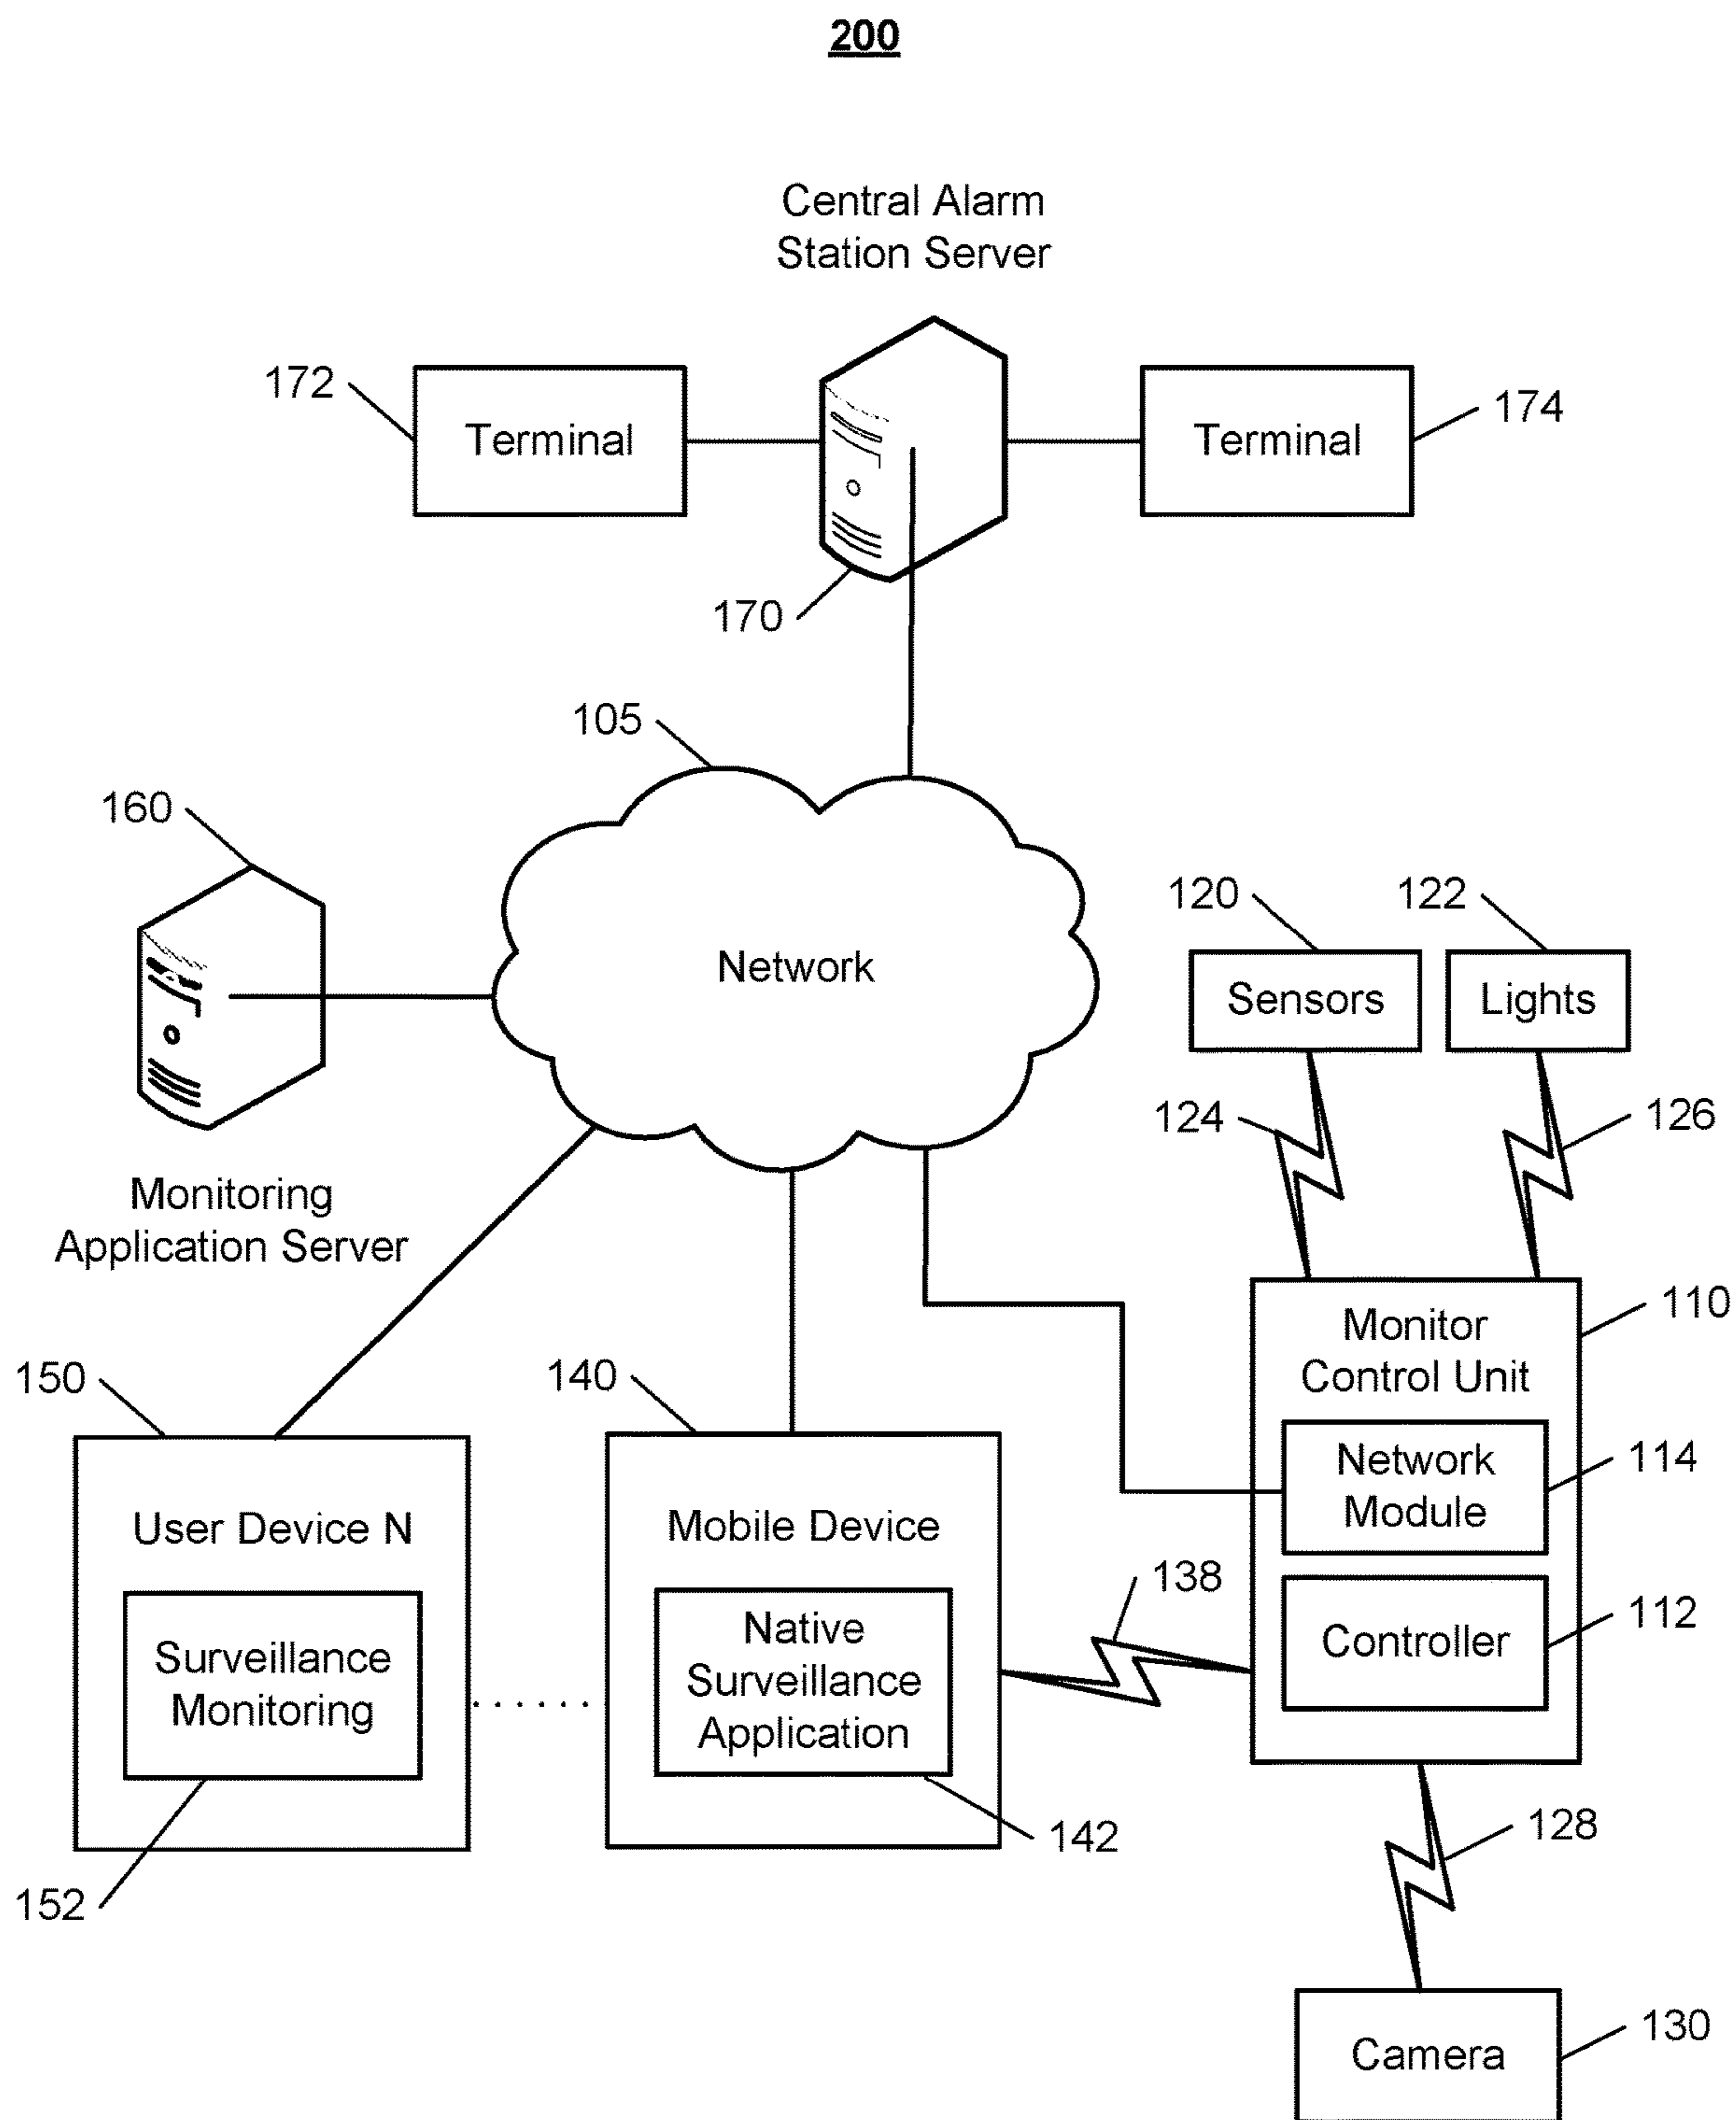 200
Central Alarm
Station Server
172
Terminal
Terminal
174
170
105
160
Network
120
122
Sensors
Lights
124
126
Monitoring
Application Server
110
Monitor
Control Unit
150
140
Network
Module
114
User Device N
Mobile Device
138
112
Controller
Surveillance
Monitoring
Native
Surveillance
Application
142
128
152
130
Camera